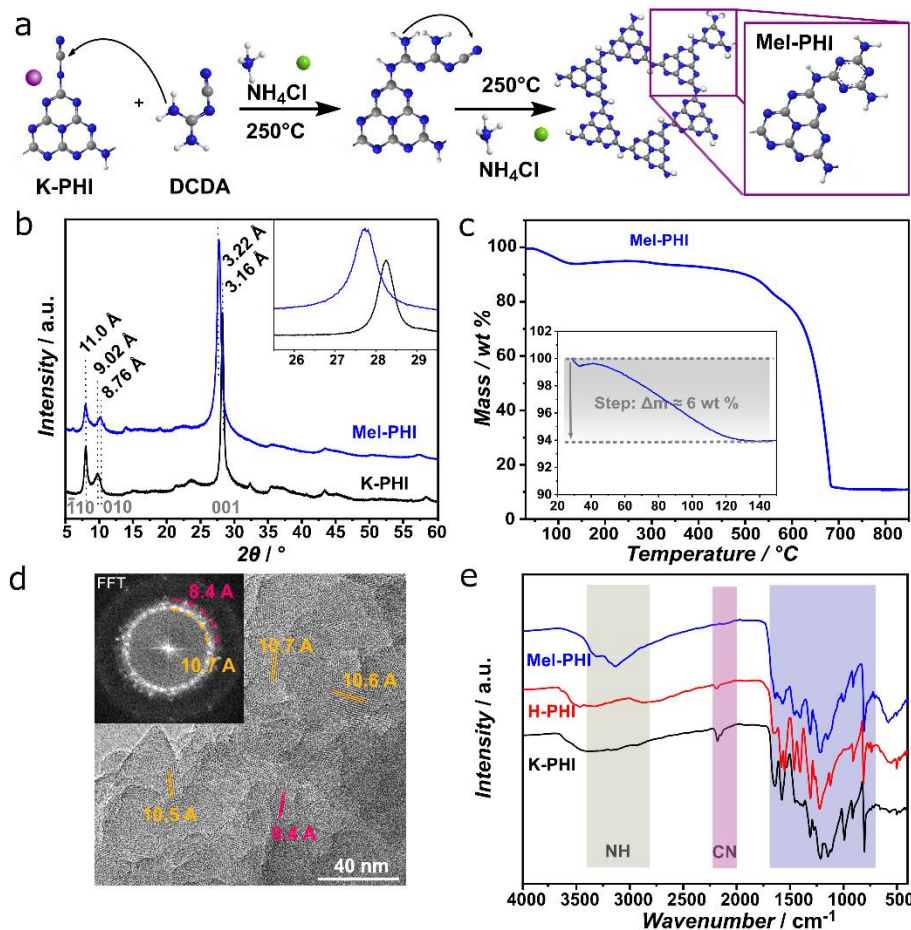 a
K-PHI
+
DCDA
NH₄Cl
250°C
250°C
NH₄Cl
Mel-PHI
b
Intensity / a.u.
11.0 Å
9.02 Å
8.76 Å
3.22 Å
3.16 Å
26 27 28 29
Mel-PHI
K-PHI
1̄10 010 001
5 10 15 20 25 30 35 40 45 50 55 60
2θ / °
c
Mass / wt %
100
80
60
40
20
10
0
Mel-PHI
102
100
98
96
94
92
90
Step: Δm ≈ 6 wt %
20 40 60 80 100 120 140
100 200 300 400 500 600 700 800
Temperature / °C
d
FFT
8.4 A
10.7 A
10.7 A
10.6 A
10.5 A
8.4 A
40 nm
e
Intensity / a.u.
Mel-PHI
H-PHI
K-PHI
NH
CN
4000 3500 3000 2500 2000 1500 1000 500
Wavenumber / cm⁻¹